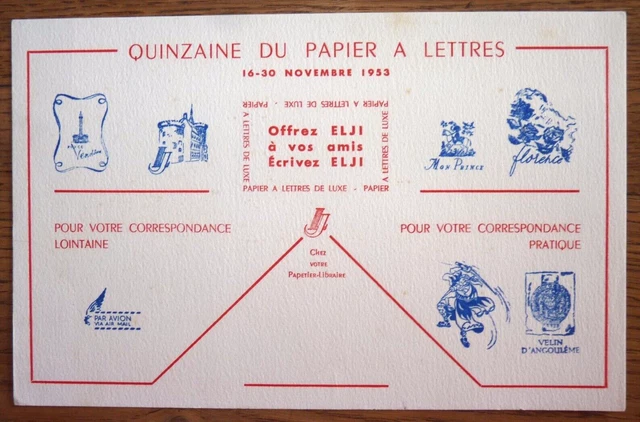 QUINZAINE DU PAPIER A LETTRES
16-30 NOVEMBRE 1953
PAPIER A LETTRES DE LUXE - PAPIER
A LETTRES DE LUXE
Offrez ELJI
à vos amis
Écrivez ELJI
A LETTRES DE LUXE
PAPIER A LETTRES DE LUXE - PAPIER
Vendôme
MON PRINCE
florence
POUR VOTRE CORRESPONDANCE
LOINTAINE
POUR VOTRE CORRESPONDANCE
PRATIQUE
CHEZ
VOTRE
PAPETIER-LIBRAIRE
PAR AVION
VIA AIR MAIL
VELIN
D'ANGOULÊME